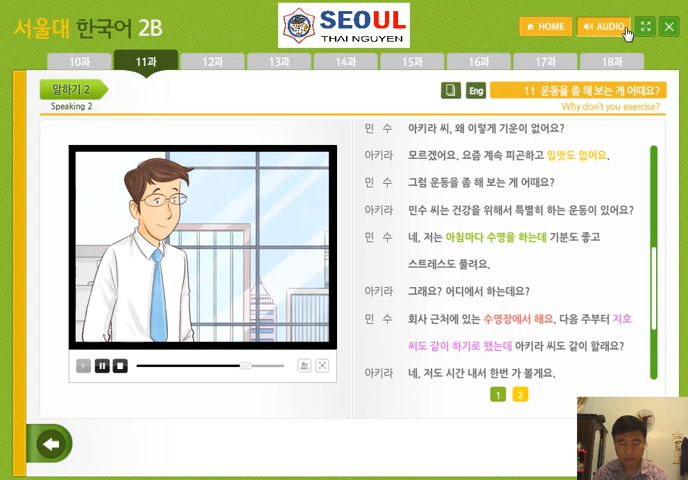 서울대 한국어 2B
SEOUL
THAI NGUYEN
HOME
AUDIO
10과
11과
12과
13과
14과
15과
16과
17과
18과
말하기 2
Speaking 2
Eng
11 운동을 좀 해 보는 게 어때요?
Why don't you exercise?
민 수 아키라 씨, 왜 이렇게 기운이 없어요?
아키라 모르겠어요. 요즘 계속 피곤하고 입맛도 없어요.
민 수 그럼 운동을 좀 해 보는 게 어때요?
아키라 민수 씨는 건강을 위해서 특별히 하는 운동이 있어요?
민 수 네, 저는 아침마다 수영을 하는데 기분도 좋고
스트레스도 풀려요.
아키라 그래요? 어디에서 하는데요?
민 수 회사 근처에 있는 수영장에서 해요. 다음 주부터 지호
씨도 같이 하기로 했는데 아키라 씨도 같이 할래요?
아키라 네, 저도 시간 내서 한번 가 볼게요.
1
2